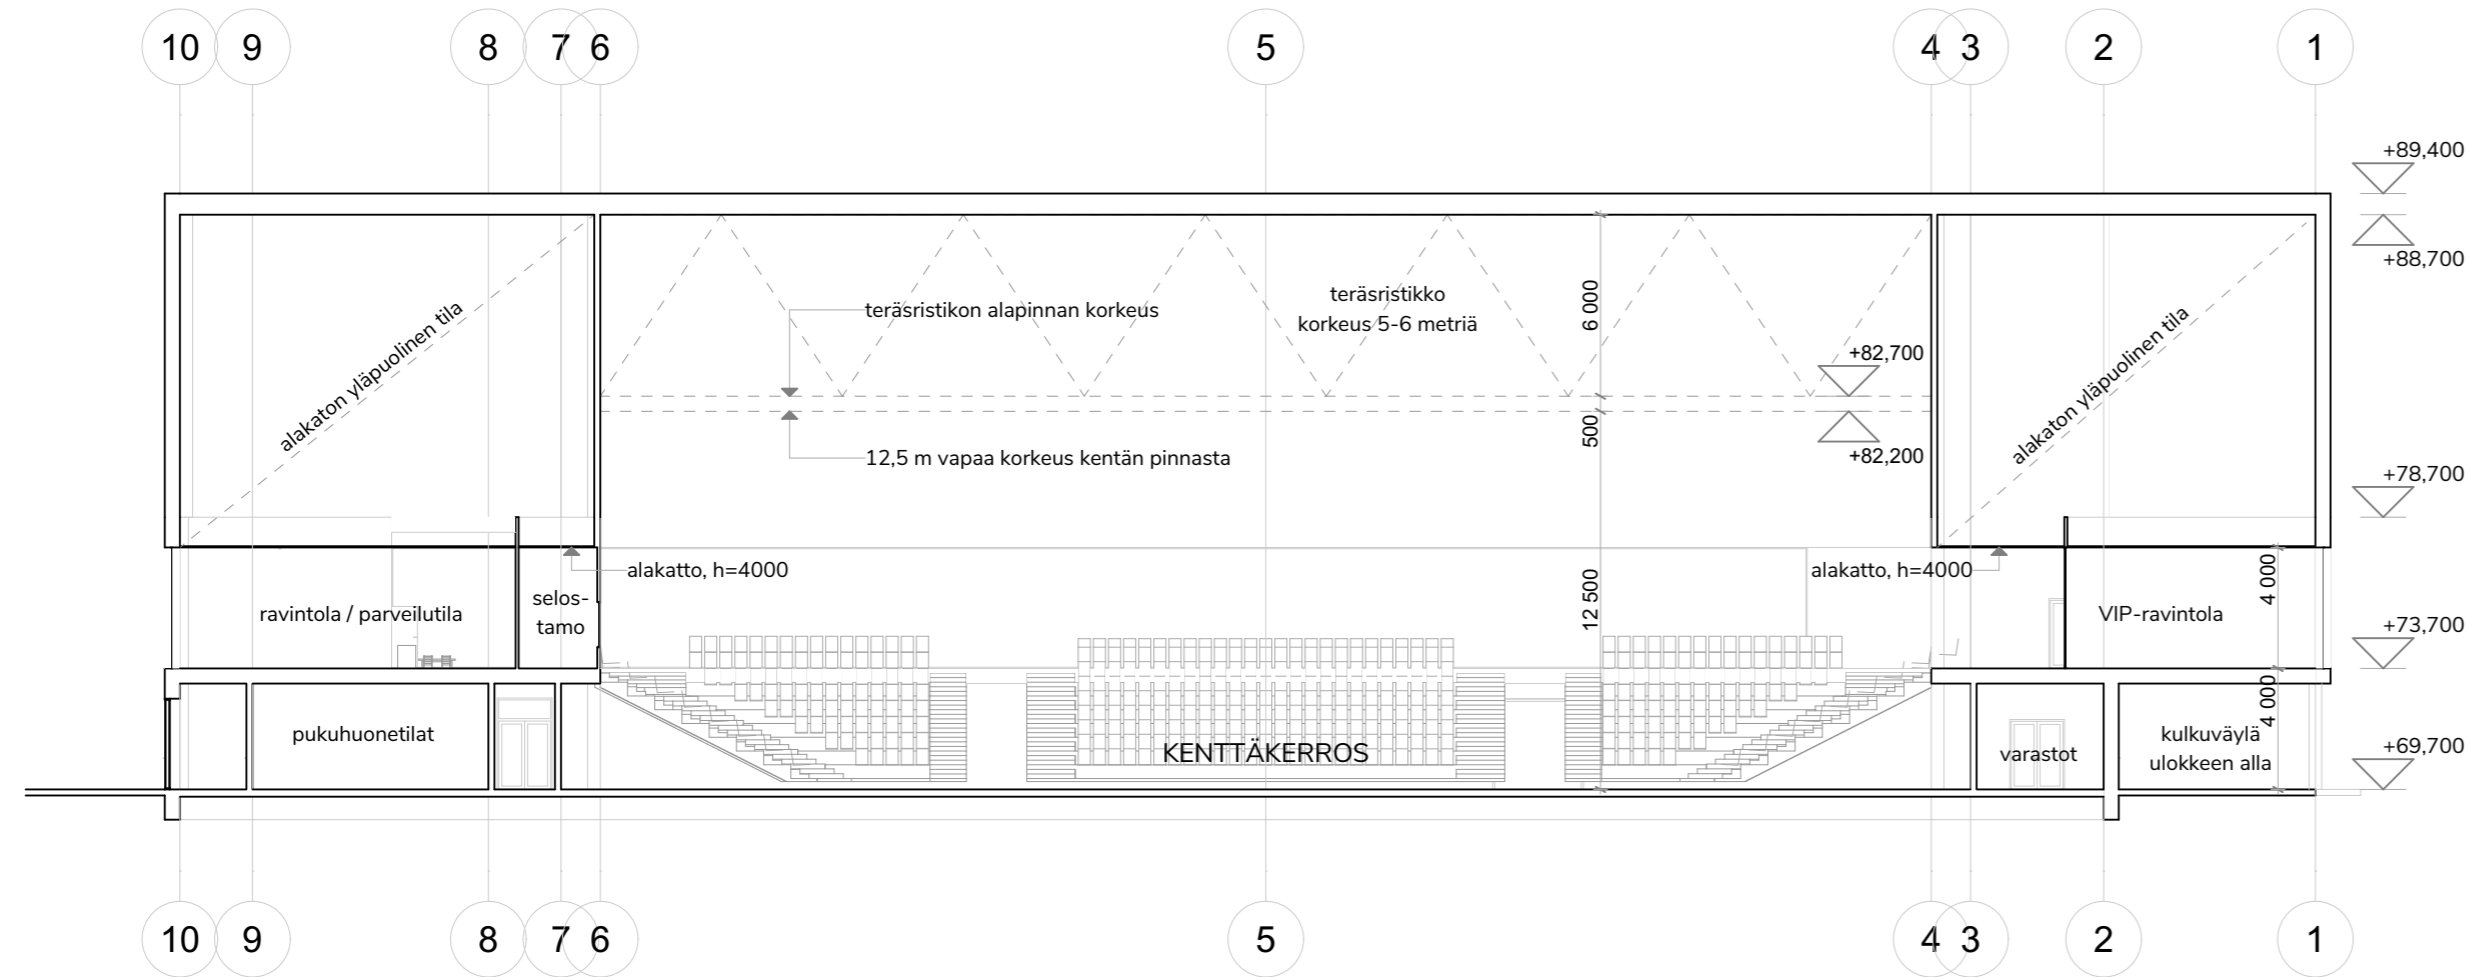 10
9
8
7
6
5
4
3
2
1
+89,400
+88,700
teräsristikon alapinnan korkeus
teräsristikko
korkeus 5-6 metriä
6 000
+82,700
alakaton yläpuolinen tila
alakaton yläpuolinen tila
500
+82,200
12,5 m vapaa korkeus kentän pinnasta
+78,700
alakatto, h=4000
alakatto, h=4000
12 500
4 000
ravintola / parveilutila
selos-
tamo
VIP-ravintola
+73,700
4 000
pukuhuonetilat
KENTTÄKERROS
varastot
kulkuväylä
ulokkeen alla
+69,700
10
9
8
7
6
5
4
3
2
1